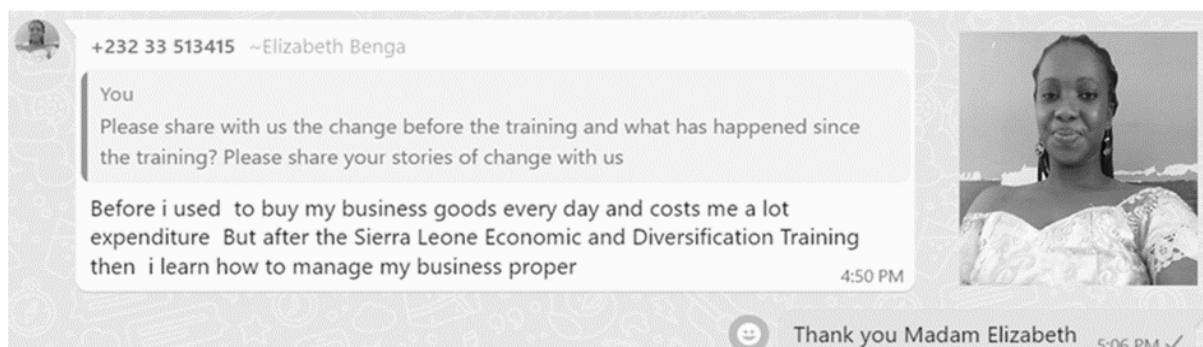 +232 33 513415 ~Elizabeth Benga
You
Please share with us the change before the training and what has happened since
the training? Please share your stories of change with us
Before i used to buy my business goods every day and costs me a lot
expenditure But after the Sierra Leone Economic and Diversification Training
then i learn how to manage my business proper
4:50 PM
Thank you Madam Elizabeth 5:06 PM